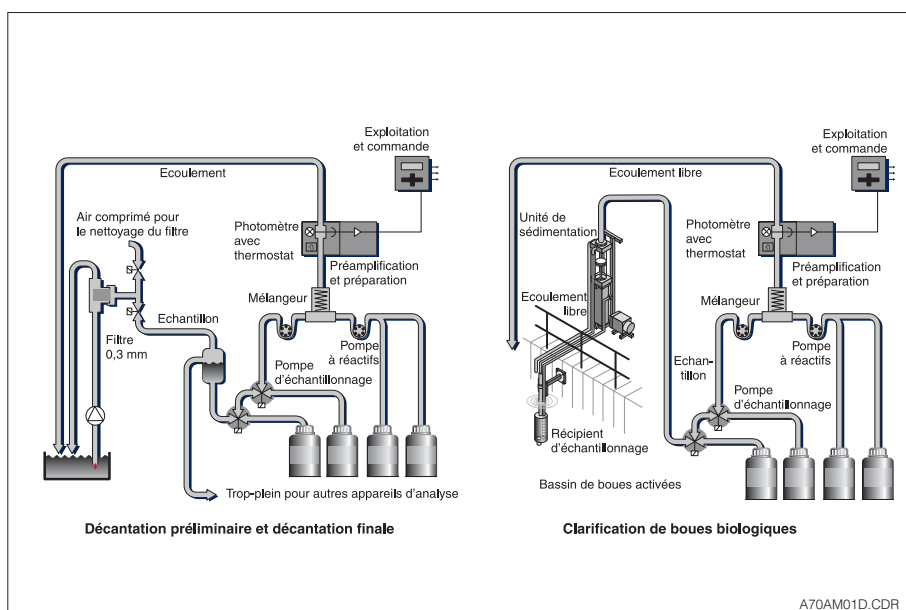 Exploitation
et commande
Ecoulement
Air comprimé pour
le nettoyage du filtre
Photomètre
avec
thermostat
Préamplification
et préparation
Mélangeur
Echantillon
Filtre
0,3 mm
Pompe
à réactifs
Pompe
d'échantillonnage
Trop-plein pour autres appareils d'analyse
Décantation préliminaire et décantation finale
Exploitation
et commande
Ecoulement libre
Unité de
sédimentation
Photomètre
avec
thermostat
Préamplification
et préparation
Ecoulement
libre
Mélangeur
Echan-
tillon
Pompe
à réactifs
Pompe
d'échantillonnage
Récipient
d'échantillonnage
Bassin de boues activées
Clarification de boues biologiques
A70AM01D.CDR